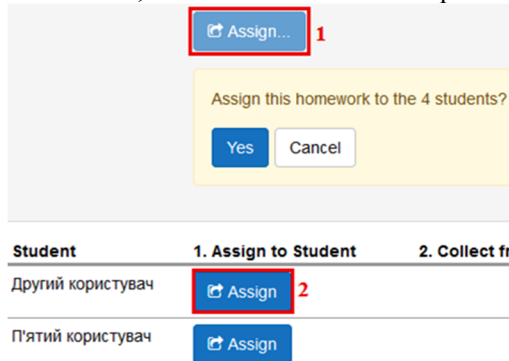 Assign... 1
Assign this homework to the 4 students?
Yes Cancel
Student 1. Assign to Student 2. Collect
Другий користувач Assign 2
П'ятий користувач Assign